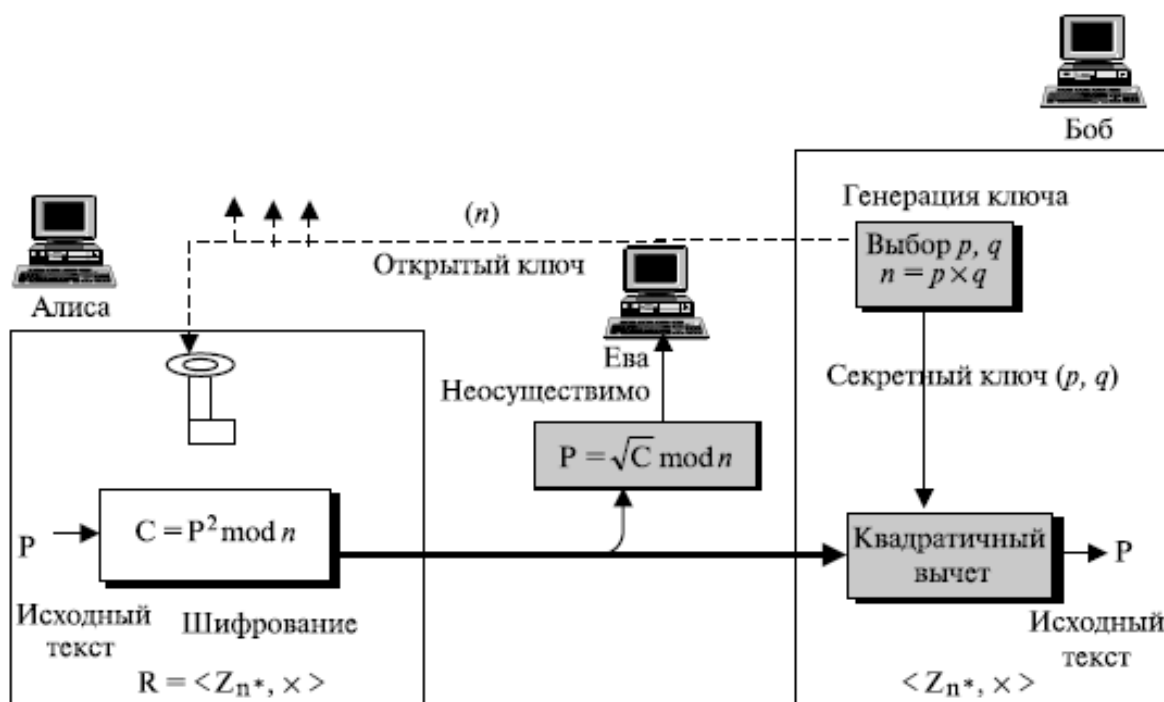 Боб
Генерация ключа
(n)
Выбор p, q
n = p × q
Открытый ключ
Алиса
Ева
Неосуществимо
Секретный ключ (p, q)
P = √C mod n
C = P² mod n
P
Квадратичный
вычет
P
Исходный
текст
Шифрование
Исходный
текст
R = < Zn*, × >
< Zn*, × >